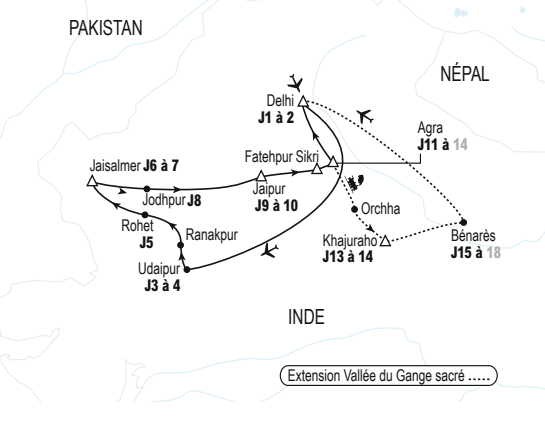 PAKISTAN
NÉPAL
Delhi
J1 à 2
Agra
J11 à 14
Fatehpur Sikri
Jaisalmer J6 à 7
Jodhpur J8
Jaipur
J9 à 10
Rohet
J5
Ranakpur
Orchha
Khajuraho
J13 à 14
Bénarès
J15 à 18
Udaipur
J3 à 4
INDE
Extension Vallée du Gange sacré .....